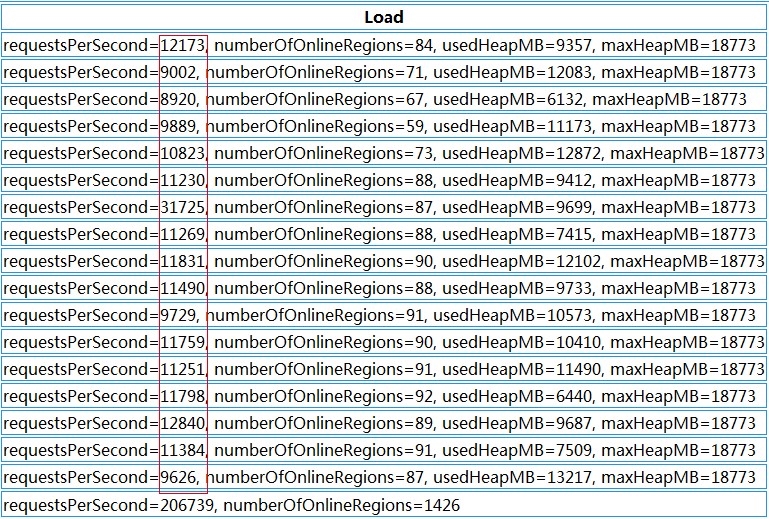 Load
requestsPerSecond=12173, numberOfOnlineRegions=84, usedHeapMB=9357, maxHeapMB=18773
requestsPerSecond=9002, numberOfOnlineRegions=71, usedHeapMB=12083, maxHeapMB=18773
requestsPerSecond=8920, numberOfOnlineRegions=67, usedHeapMB=6132, maxHeapMB=18773
requestsPerSecond=9889, numberOfOnlineRegions=59, usedHeapMB=11173, maxHeapMB=18773
requestsPerSecond=10823, numberOfOnlineRegions=73, usedHeapMB=12872, maxHeapMB=18773
requestsPerSecond=11230, numberOfOnlineRegions=88, usedHeapMB=9412, maxHeapMB=18773
requestsPerSecond=31725, numberOfOnlineRegions=87, usedHeapMB=9699, maxHeapMB=18773
requestsPerSecond=11269, numberOfOnlineRegions=88, usedHeapMB=7415, maxHeapMB=18773
requestsPerSecond=11831, numberOfOnlineRegions=90, usedHeapMB=12102, maxHeapMB=18773
requestsPerSecond=11490, numberOfOnlineRegions=88, usedHeapMB=9733, maxHeapMB=18773
requestsPerSecond=9729, numberOfOnlineRegions=91, usedHeapMB=10573, maxHeapMB=18773
requestsPerSecond=11759, numberOfOnlineRegions=90, usedHeapMB=10410, maxHeapMB=18773
requestsPerSecond=11251, numberOfOnlineRegions=91, usedHeapMB=11490, maxHeapMB=18773
requestsPerSecond=11798, numberOfOnlineRegions=92, usedHeapMB=6440, maxHeapMB=18773
requestsPerSecond=12840, numberOfOnlineRegions=89, usedHeapMB=9687, maxHeapMB=18773
requestsPerSecond=11384, numberOfOnlineRegions=91, usedHeapMB=7509, maxHeapMB=18773
requestsPerSecond=9626, numberOfOnlineRegions=87, usedHeapMB=13217, maxHeapMB=18773
requestsPerSecond=206739, numberOfOnlineRegions=1426